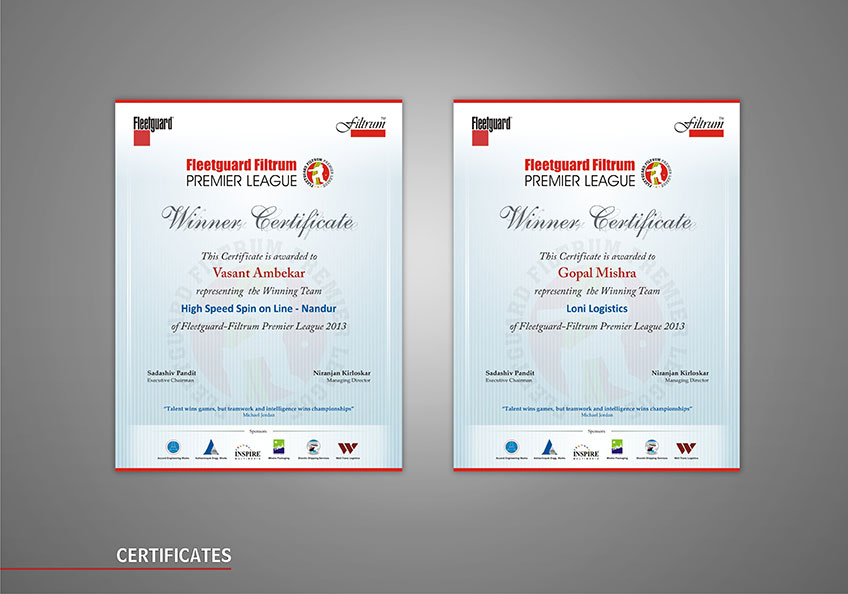 Fleetguard
Filtrum™
Fleetguard Filtrum
PREMIER LEAGUE
Winner Certificate
This Certificate is awarded to
Vasant Ambekar
representing the Winning Team
High Speed Spin on Line - Nandur
of Fleetguard-Filtrum Premier League 2013
Sadashiv Pandit
Executive Chairman
Niranjan Kirloskar
Managing Director
"Talent wins games, but teamwork and intelligence wins championships"
Michael Jordan
Sponsors
INSPIRE
MULTIMEDIA
Fleetguard
Filtrum™
Fleetguard Filtrum
PREMIER LEAGUE
Winner Certificate
This Certificate is awarded to
Gopal Mishra
representing the Winning Team
Loni Logistics
of Fleetguard-Filtrum Premier League 2013
Sadashiv Pandit
Executive Chairman
Niranjan Kirloskar
Managing Director
"Talent wins games, but teamwork and intelligence wins championships"
Michael Jordan
Sponsors
INSPIRE
MULTIMEDIA
CERTIFICATES